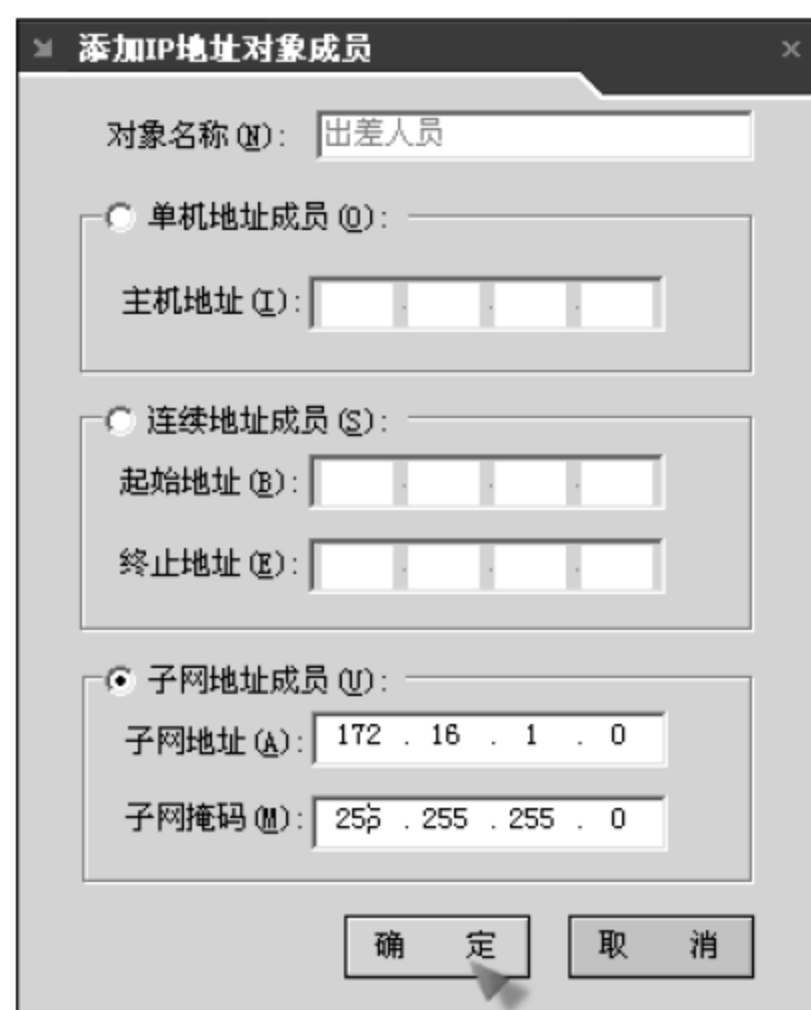 添加IP地址对象成员
对象名称(N): 出差人员
单机地址成员(O):
主机地址(I): . . .
连续地址成员(S):
起始地址(B): . . .
终止地址(E): . . .
子网地址成员(U):
子网地址(A): 172 . 16 . 1 . 0
子网掩码(M): 255 . 255 . 255 . 0
确 定 取 消